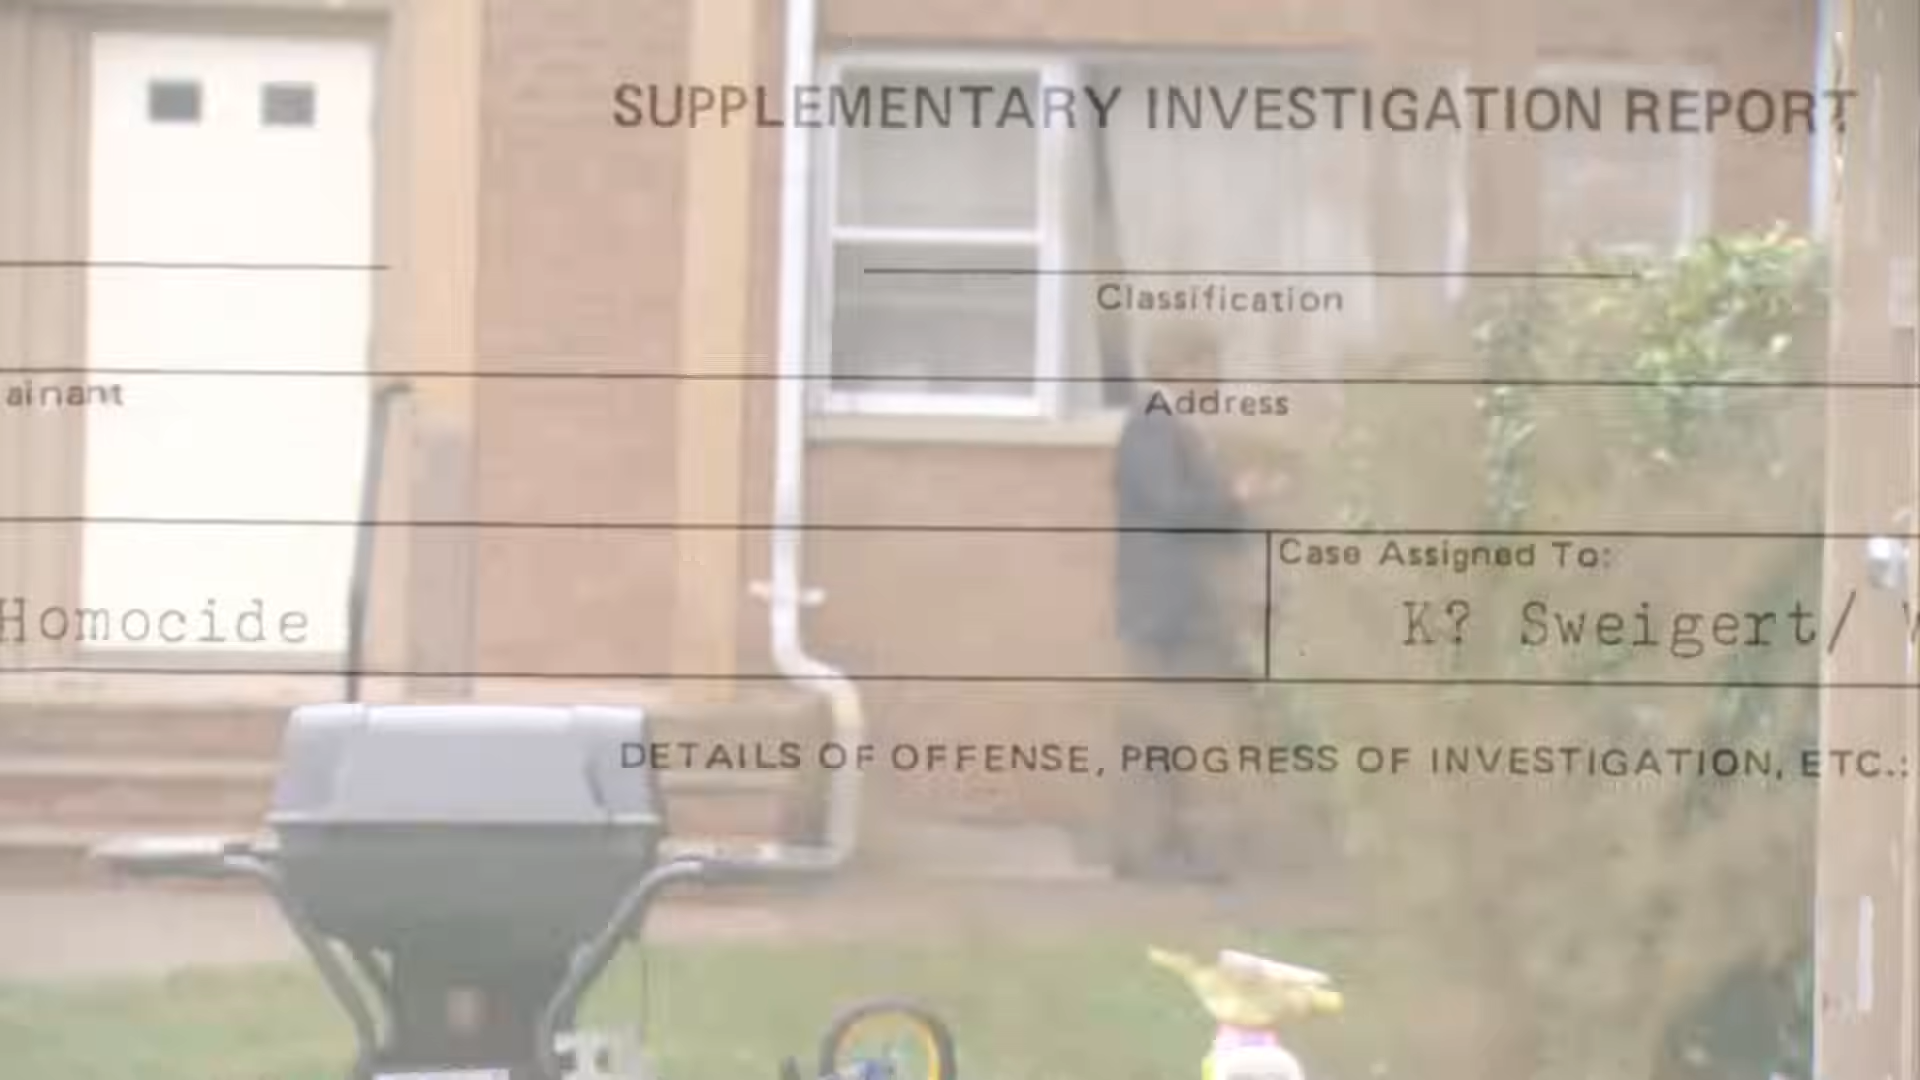 SUPPLEMENTARY INVESTIGATION REPORT
Classification
ainant
Address
Case Assigned To:
Homocide
K? Sweigert/
DETAILS OF OFFENSE, PROGRESS OF INVESTIGATION, ETC.: